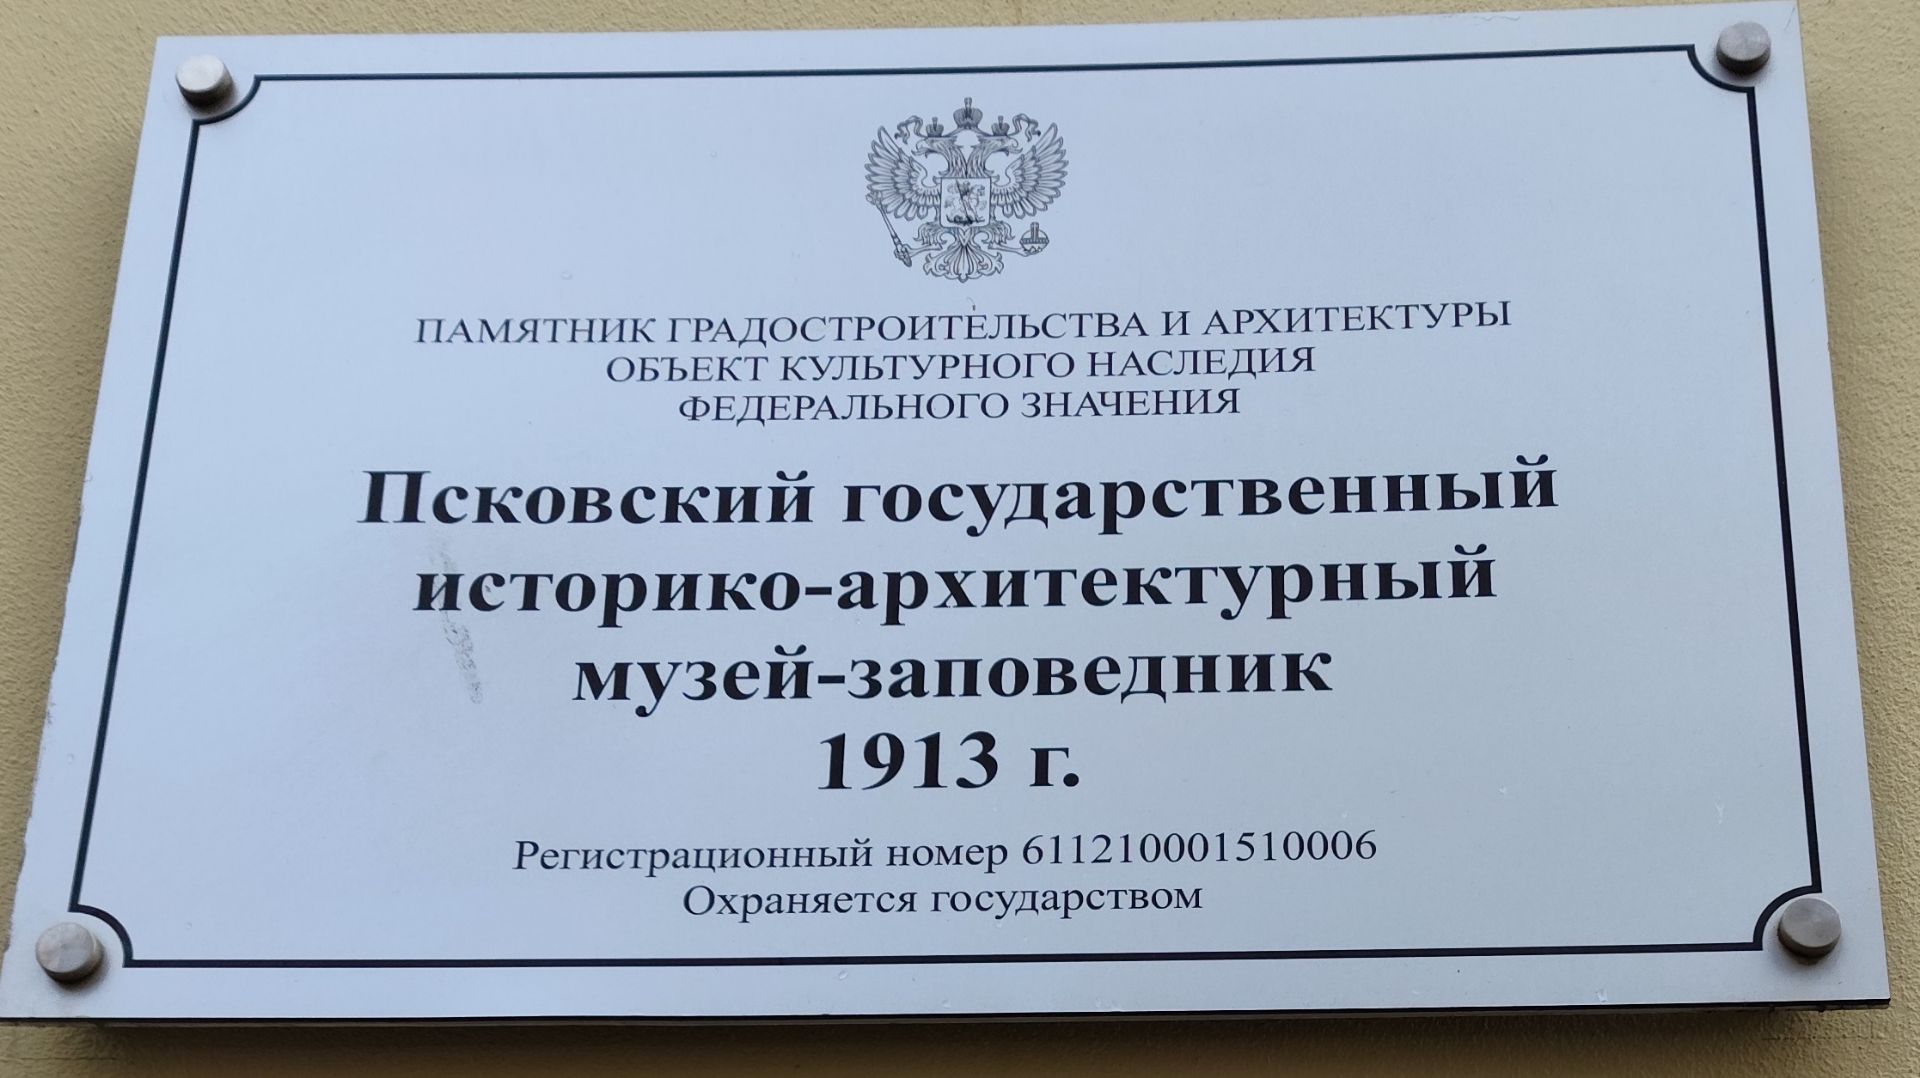 ПАМЯТНИК ГРАДОСТРОИТЕЛЬСТВА И АРХИТЕКТУРЫ
ОБЪЕКТ КУЛЬТУРНОГО НАСЛЕДИЯ
ФЕДЕРАЛЬНОГО ЗНАЧЕНИЯ
Псковский государственный
историко-архитектурный
музей-заповедник
1913 г.
Регистрационный номер 611210001510006
Охраняется государством